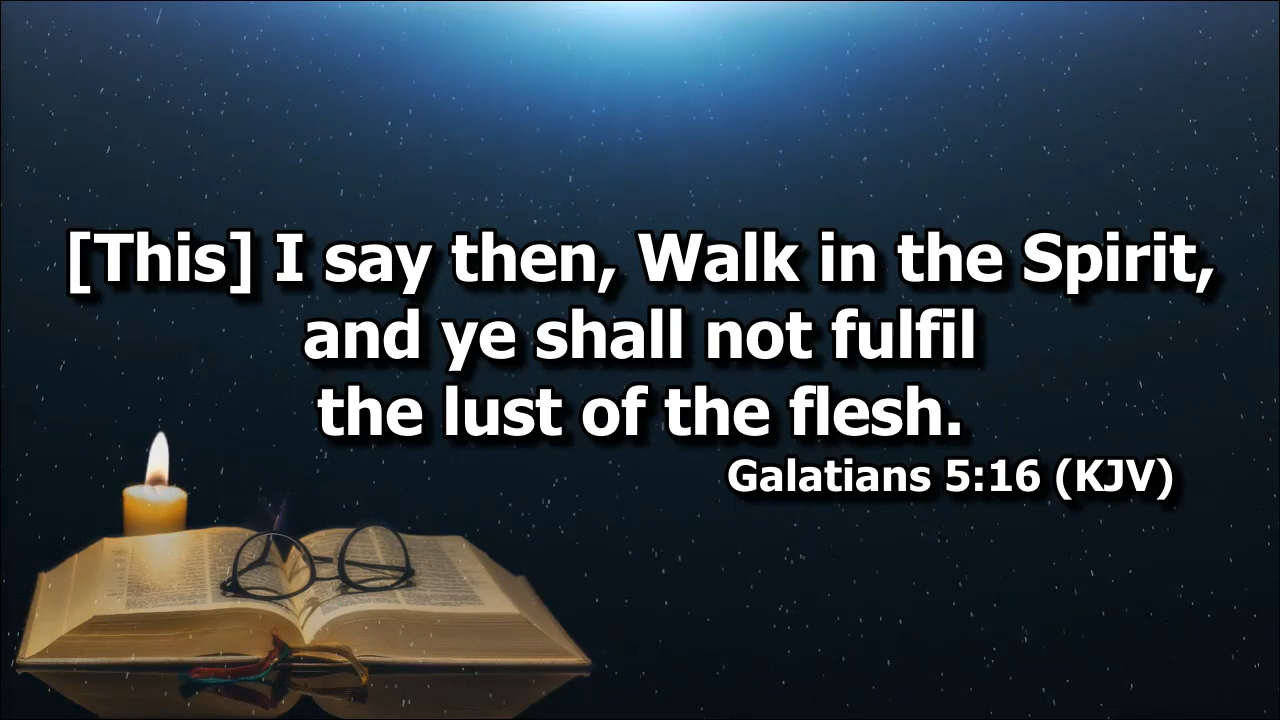 [This] I say then, Walk in the Spirit,
and ye shall not fulfil
the lust of the flesh.
Galatians 5:16 (KJV)